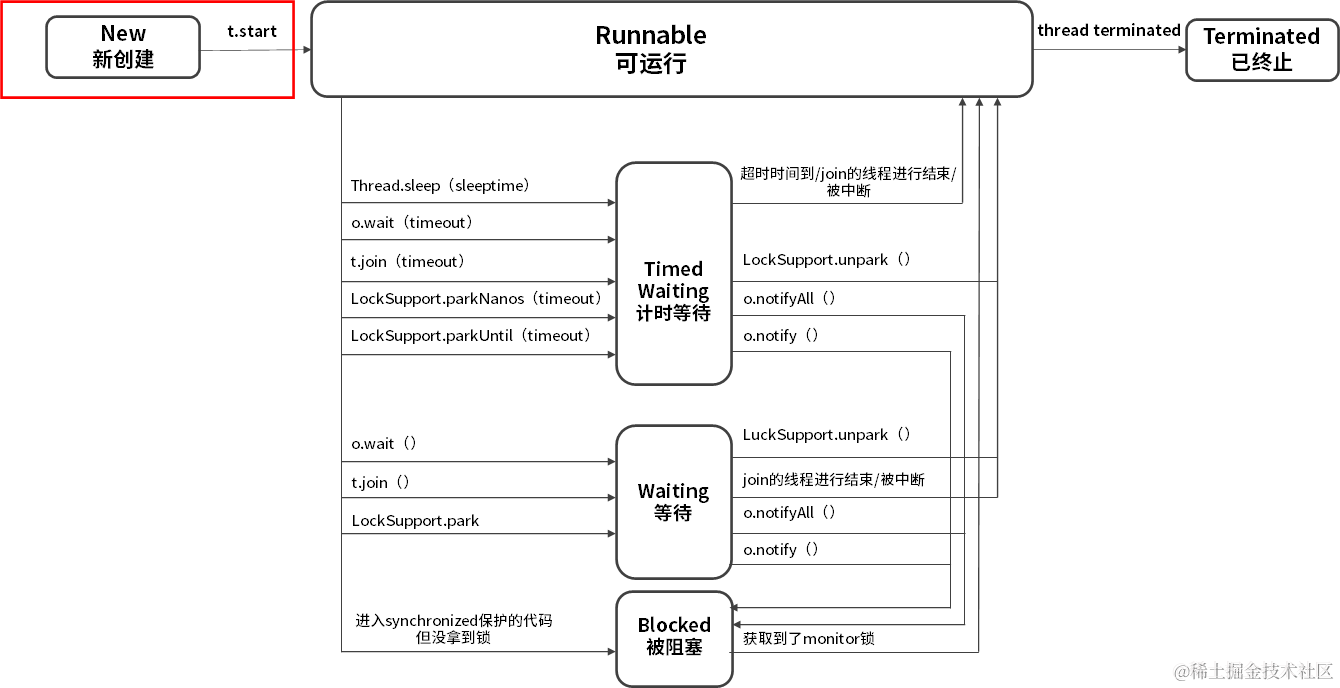 New
新创建
t.start
Runnable
可运行
thread terminated
Terminated
已终止
Thread.sleep（sleeptime）
o.wait（timeout）
t.join（timeout）
LockSupport.parkNanos（timeout）
LockSupport.parkUntil（timeout）
Timed
Waiting
计时等待
超时时间到/join的线程进行结束/
被中断
LockSupport.unpark（）
o.notifyAll（）
o.notify（）
o.wait（）
t.join（）
LockSupport.park
Waiting
等待
LuckSupport.unpark（）
join的线程进行结束/被中断
o.notifyAll（）
o.notify（）
进入synchronized保护的代码
但没拿到锁
Blocked
被阻塞
获取到了monitor锁
@稀土掘金技术社区